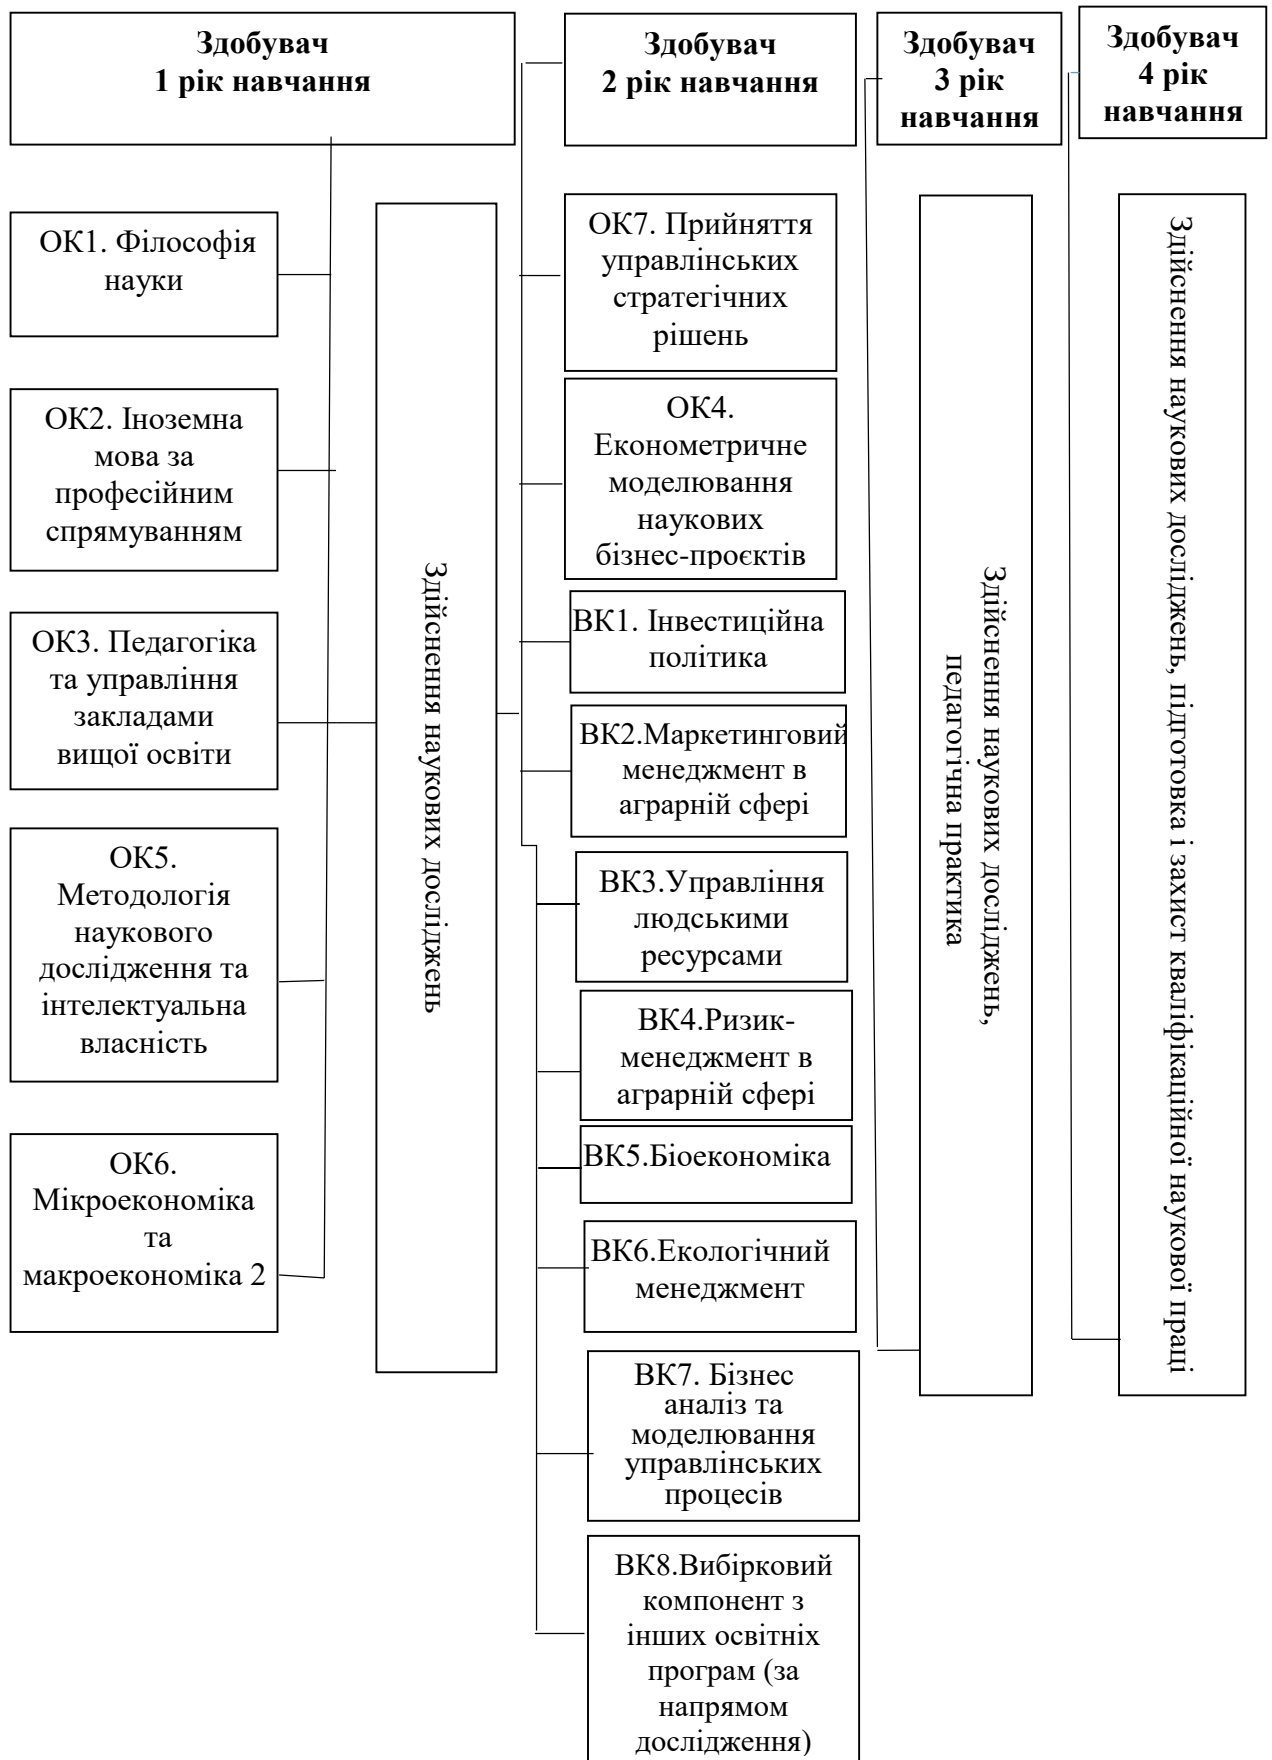 Здобувач
1 рік навчання
Здобувач
2 рік навчання
Здобувач
3 рік
навчання
Здобувач
4 рік
навчання
ОК1. Філософія
науки
ОК2. Іноземна
мова за
професійним
спрямуванням
ОК3. Педагогіка
та управління
закладами
вищої освіти
ОК5.
Методологія
наукового
дослідження та
інтелектуальна
власність
ОК6.
Мікроекономіка
та
макроекономіка 2
Здійснення наукових досліджень
ОК7. Прийняття
управлінських
стратегічних
рішень
ОК4.
Економетричне
моделювання
наукових
бізнес-проєктів
ВК1. Інвестиційна
політика
ВК2.Маркетинговий
менеджмент в
аграрній сфері
ВК3.Управління
людськими
ресурсами
ВК4.Ризик-
менеджмент в
аграрній сфері
ВК5.Біоекономіка
ВК6.Екологічний
менеджмент
ВК7. Бізнес
аналіз та
моделювання
управлінських
процесів
ВК8.Вибірковий
компонент з
інших освітніх
програм (за
напрямом
дослідження)
Здійснення наукових досліджень,
педагогічна практика
Здійснення наукових досліджень, підготовка і захист кваліфікаційної наукової праці